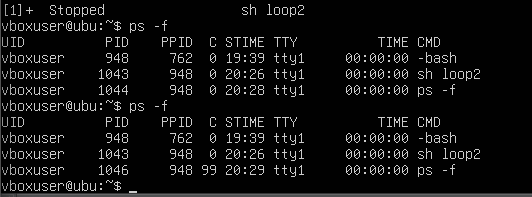 [1]+  Stopped                 sh loop2
vboxuser@ubu:~$ ps -f
UID          PID    PPID  C STIME TTY          TIME CMD
vboxuser     948     762  0 19:39 tty1     00:00:00 -bash
vboxuser    1043     948  0 20:26 tty1     00:00:00 sh loop2
vboxuser    1044     948  0 20:28 tty1     00:00:00 ps -f
vboxuser@ubu:~$ ps -f
UID          PID    PPID  C STIME TTY          TIME CMD
vboxuser     948     762  0 19:39 tty1     00:00:00 -bash
vboxuser    1043     948  0 20:26 tty1     00:00:00 sh loop2
vboxuser    1046     948 99 20:29 tty1     00:00:00 ps -f
vboxuser@ubu:~$ _